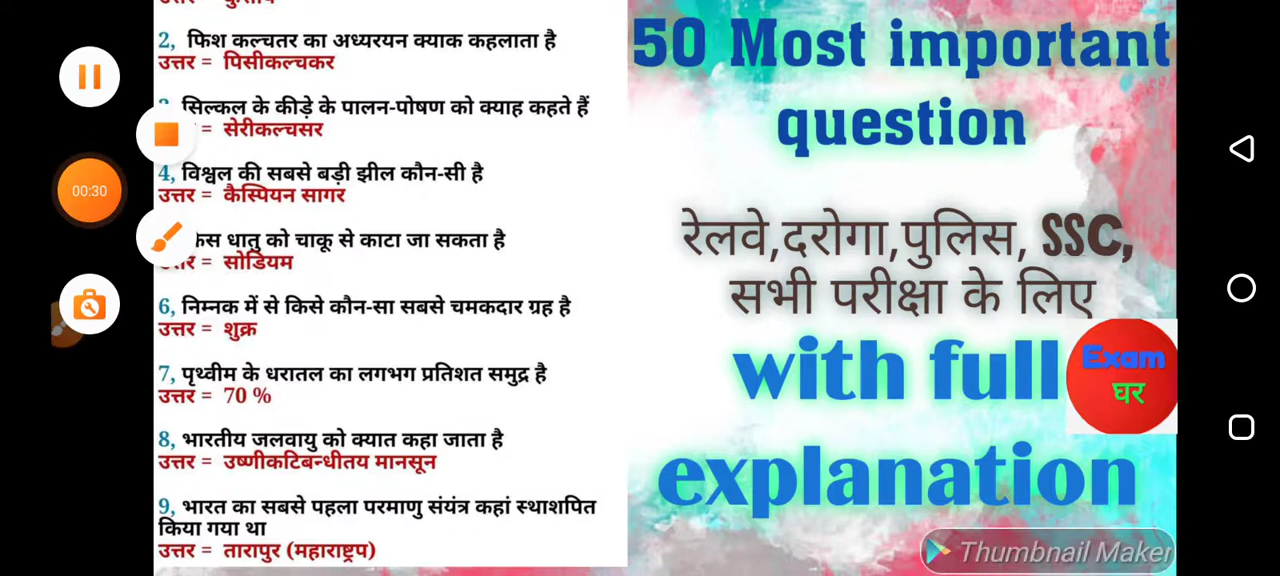 2, फिश कल्चतर का अध्यरयन क्याक कहलाता है
उत्तर = पिसीकल्चकर
सिल्कल के कीड़े के पालन-पोषण को क्याह कहते हैं
= सेरीकल्चसर
4, विश्वल की सबसे बड़ी झील कौन-सी है
उत्तर = कैस्पियन सागर
धातु को चाकू से काटा जा सकता है
= सोडियम
6, निम्नक में से किसे कौन-सा सबसे चमकदार ग्रह है
उत्तर = शुक्र
7, पृथ्वीम के धरातल का लगभग प्रतिशत समुद्र है
उत्तर = 70 %
8, भारतीय जलवायु को क्यात कहा जाता है
उत्तर = उष्णीकटिबन्धीतय मानसून
9, भारत का सबसे पहला परमाणु संयंत्र कहां स्थाशपित
किया गया था
उत्तर = तारापुर (महाराष्ट्रप)
00:30
50 Most important
question
रेलवे,दरोगा,पुलिस, SSC,
सभी परीक्षा के लिए
with full
explanation
Exam
घर
Thumbnail Maker